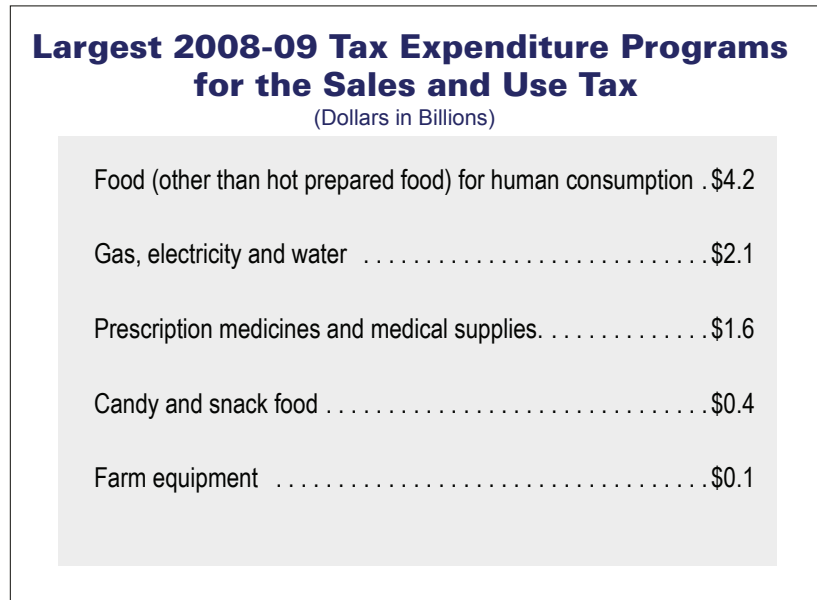 Largest 2008-09 Tax Expenditure Programs
for the Sales and Use Tax
(Dollars in Billions)
Food (other than hot prepared food) for human consumption . $4.2
Gas, electricity and water . . . . . . . . . . . . . . . . . . . . . . . . . . . . $2.1
Prescription medicines and medical supplies. . . . . . . . . . . . . . $1.6
Candy and snack food . . . . . . . . . . . . . . . . . . . . . . . . . . . . . . . $0.4
Farm equipment . . . . . . . . . . . . . . . . . . . . . . . . . . . . . . . . . . . $0.1